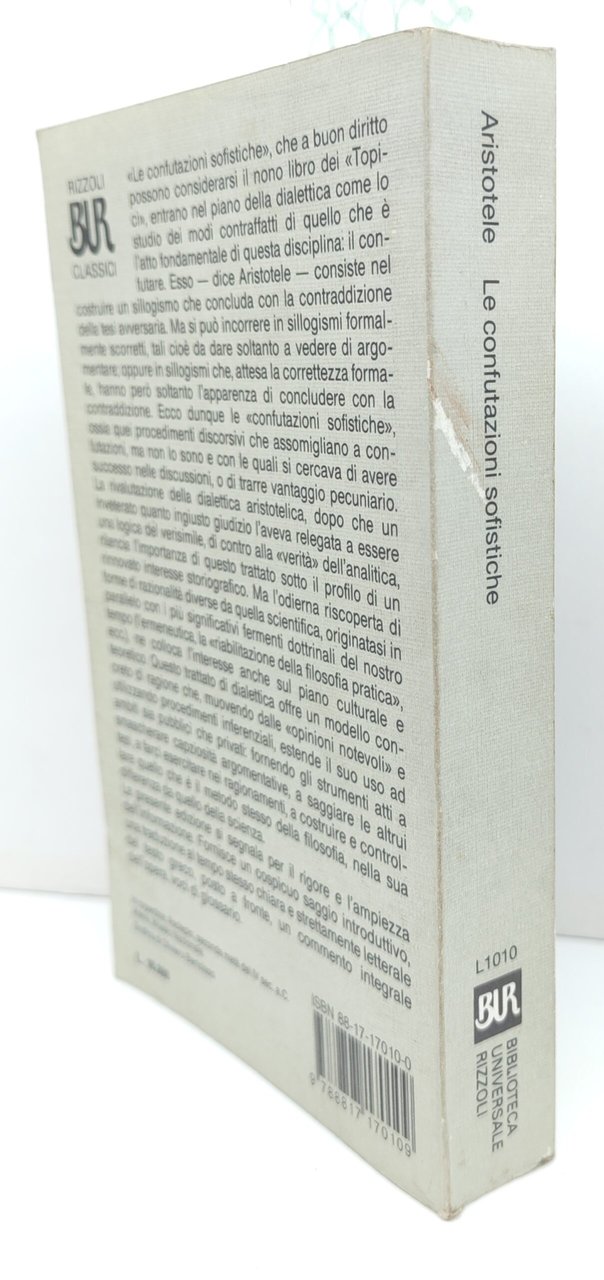 RIZZOLI
BUR
CLASSICI
«Le confutazioni sofistiche», che a buon diritto
possono considerarsi il nono libro dei «Topi-
ci», entrano nel piano della dialettica come lo
studio dei modi contraffatti di quello che è
l'atto fondamentale di questa disciplina: il con-
futare. Esso — dice Aristotele — consiste nel
costruire un sillogismo che concluda con la contraddizione
della tesi avversaria. Ma si può incorrere in sillogismi formal-
mente scorretti, tali cioè da dare soltanto a vedere di argo-
mentare; oppure in sillogismi che, attesa la correttezza forma-
le, hanno però soltanto l'apparenza di concludere con la
contraddizione. Ecco dunque le «confutazioni sofistiche»,
ossia quei procedimenti discorsivi che assomigliano a con-
futazioni, ma non lo sono e con le quali si cercava di avere
successo nelle discussioni, o di trarre vantaggio pecuniario.
La rivalutazione della dialettica aristotelica, dopo che un
inveterato quanto ingiusto giudizio l'aveva relegata a essere
una logica del verisimile, di contro alla «verità» dell'analitica,
rilancia l'importanza di questo trattato sotto il profilo di un
rinnovato interesse storiografico. Ma l'odierna riscoperta di
forme di razionalità diverse da quella scientifica, originatasi in
parallelo con i più significativi fermenti dottrinali del nostro
tempo (l'ermeneutica, la «riabilitazione della filosofia pratica»,
ecc), ne colloca l'interesse anche sul piano culturale e
teoretico. Questo trattato di dialettica offre un modello con-
creto di ragione che, muovendo dalle «opinioni notevoli» e
utilizzando procedimenti inferenziali, estende il suo uso ad
ambiti sia pubblici che privati: fornendo gli strumenti atti a
smascherare capziosità argomentative, a saggiare le altrui
tesi, a farci esercitare nei ragionamenti, a costruire e control-
lare quello che è il metodo stesso della filosofia, nella sua
differenza da quello della scienza.
La presente edizione si segnala per il rigore e l'ampiezza
dell'informazione. Fornisce un cospicuo saggio introduttivo,
una traduzione al tempo stesso chiara e strettamente letterale
del testo greco, posto a fronte, un commento integrale
dell'opera, voci di glossario.
ISBN 88-17-17010-0
9 788817 170109
Aristotele Le confutazioni sofistiche
L1010
BUR
BIBLIOTECA
UNIVERSALE
RIZZOLI